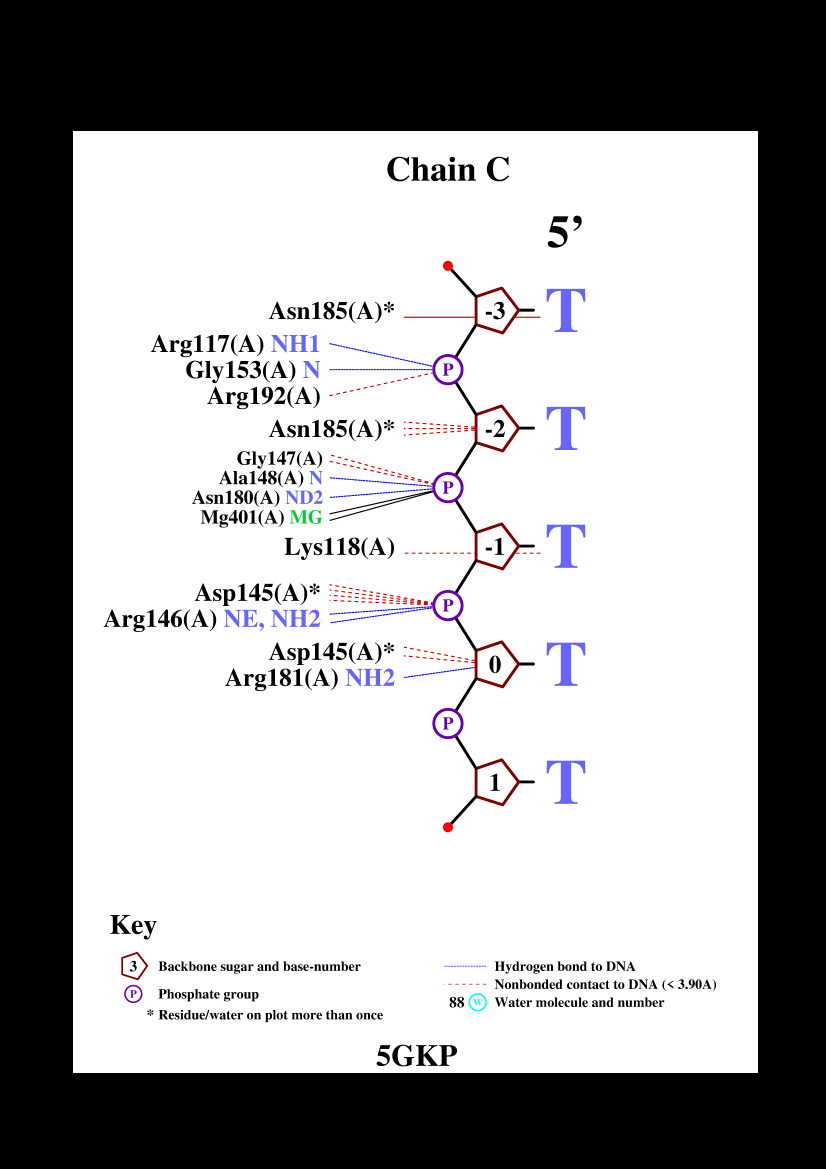 Chain C
5’
Asn185(A)* -3 T
Arg117(A) NH1
Gly153(A) N P
Arg192(A)
Asn185(A)* -2 T
Gly147(A)
Ala148(A) N P
Asn180(A) ND2
Mg401(A) MG
Lys118(A) -1 T
Asp145(A)* P
Arg146(A) NE, NH2
Asp145(A)* 0 T
Arg181(A) NH2
P
1 T
Key
3 Backbone sugar and base-number
P Phosphate group
* Residue/water on plot more than once
Hydrogen bond to DNA
Nonbonded contact to DNA (< 3.90A)
88 W Water molecule and number
5GKP